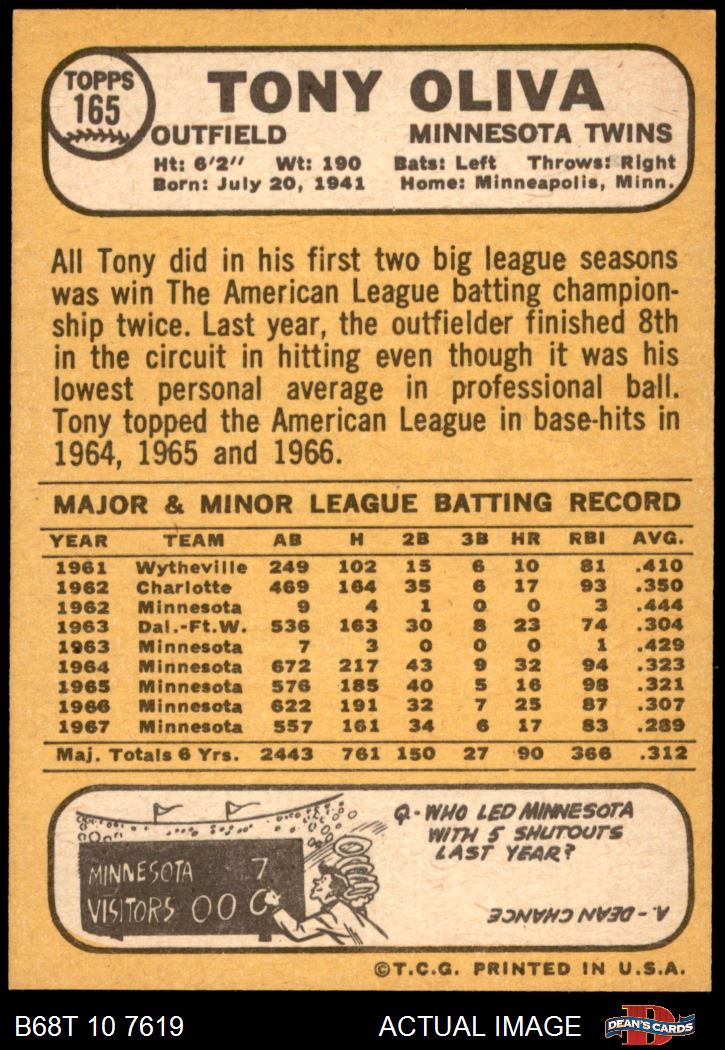 TOPPS
165
TONY OLIVA
OUTFIELD MINNESOTA TWINS
Ht: 6'2" Wt: 190 Bats: Left Throws: Right
Born: July 20, 1941 Home: Minneapolis, Minn.
All Tony did in his first two big league seasons
was win The American League batting champion-
ship twice. Last year, the outfielder finished 8th
in the circuit in hitting even though it was his
lowest personal average in professional ball.
Tony topped the American League in base-hits in
1964, 1965 and 1966.
MAJOR & MINOR LEAGUE BATTING RECORD
YEAR TEAM AB H 2B 3B HR RBI AVG.
1961 Wytheville 249 102 15 6 10 81 .410
1962 Charlotte 469 164 35 6 17 93 .350
1962 Minnesota 9 4 1 0 0 3 .444
1963 Dal.-Ft.W. 536 163 30 8 23 74 .304
1963 Minnesota 7 3 0 0 0 1 .429
1964 Minnesota 672 217 43 9 32 94 .323
1965 Minnesota 576 185 40 5 16 98 .321
1966 Minnesota 622 191 32 7 25 87 .307
1967 Minnesota 557 161 34 6 17 83 .289
Maj. Totals 6 Yrs. 2443 761 150 27 90 366 .312
MINNESOTA 7
VISITORS 000
Q- WHO LED MINNESOTA
WITH 5 SHUTOUTS
LAST YEAR?
A- DEAN CHANCE
©T.C.G. PRINTED IN U.S.A.
B68T 10 7619 ACTUAL IMAGE
D
DEAN'S CARDS